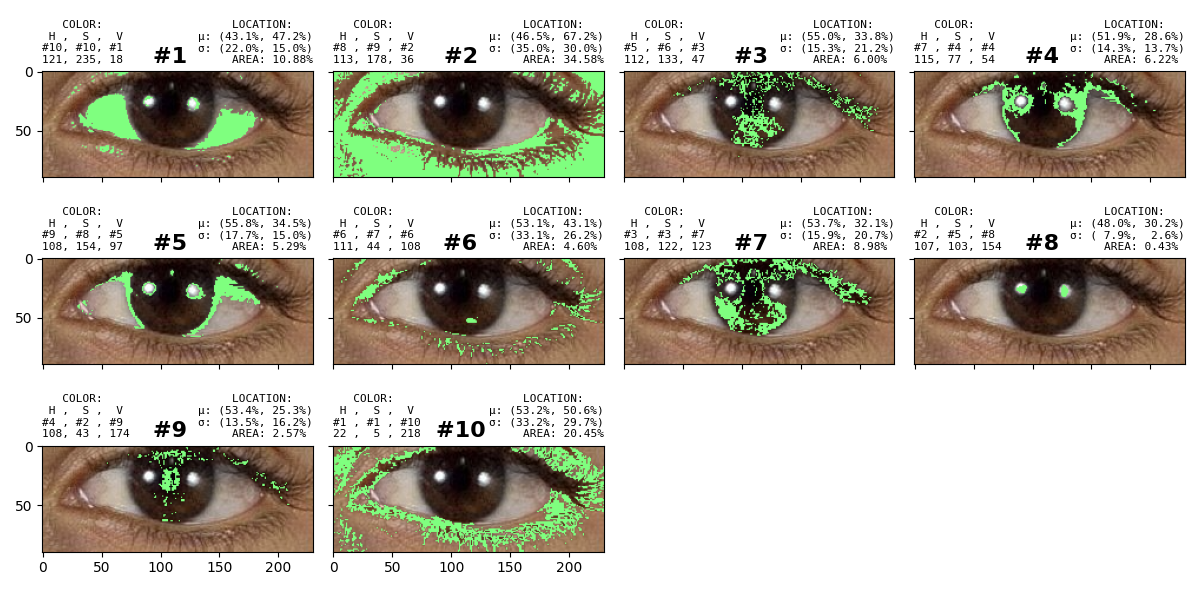 COLOR: LOCATION:
H , S , V μ: (43.1%, 47.2%)
#10, #10, #1 #1 σ: (22.0%, 15.0%)
121, 235, 18 AREA: 10.88%
COLOR: LOCATION:
H , S , V μ: (46.5%, 67.2%)
#8 , #9 , #2 #2 σ: (35.0%, 30.0%)
113, 178, 36 AREA: 34.58%
COLOR: LOCATION:
H , S , V μ: (55.0%, 33.8%)
#5 , #6 , #3 #3 σ: (15.3%, 21.2%)
112, 133, 47 AREA: 6.00%
COLOR: LOCATION:
H , S , V μ: (51.9%, 28.6%)
#7 , #4 , #4 #4 σ: (14.3%, 13.7%)
115, 77 , 54 AREA: 6.22%
0
50
COLOR: LOCATION:
H , S , V μ: (55.8%, 34.5%)
#9 , #8 , #5 #5 σ: (17.7%, 15.0%)
108, 154, 97 AREA: 5.29%
COLOR: LOCATION:
H , S , V μ: (53.1%, 43.1%)
#6 , #7 , #6 #6 σ: (33.1%, 26.2%)
111, 44 , 108 AREA: 4.60%
COLOR: LOCATION:
H , S , V μ: (53.7%, 32.1%)
#3 , #3 , #7 #7 σ: (15.9%, 20.7%)
108, 122, 123 AREA: 8.98%
COLOR: LOCATION:
H , S , V μ: (48.0%, 30.2%)
#2 , #5 , #8 #8 σ: ( 7.9%, 2.6%)
107, 103, 154 AREA: 0.43%
0
50
COLOR: LOCATION:
H , S , V μ: (53.4%, 25.3%)
#4 , #2 , #9 #9 σ: (13.5%, 16.2%)
108, 43 , 174 AREA: 2.57%
COLOR: LOCATION:
H , S , V μ: (53.2%, 50.6%)
#1 , #1 , #10 #10 σ: (33.2%, 29.7%)
22 , 5 , 218 AREA: 20.45%
0
50
0 50 100 150 200
0 50 100 150 200